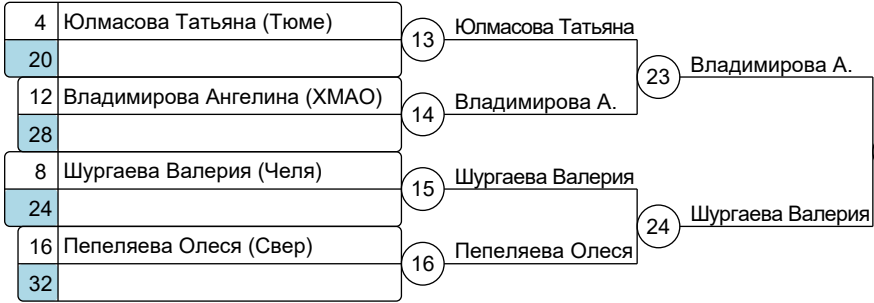 4 Юлмасова Татьяна (Тюме)
20
13 Юлмасова Татьяна
12 Владимирова Ангелина (ХМАО)
28
14 Владимирова А.
23 Владимирова А.
8 Шургаева Валерия (Челя)
24
15 Шургаева Валерия
16 Пепеляева Олеся (Свер)
32
16 Пепеляева Олеся
24 Шургаева Валерия